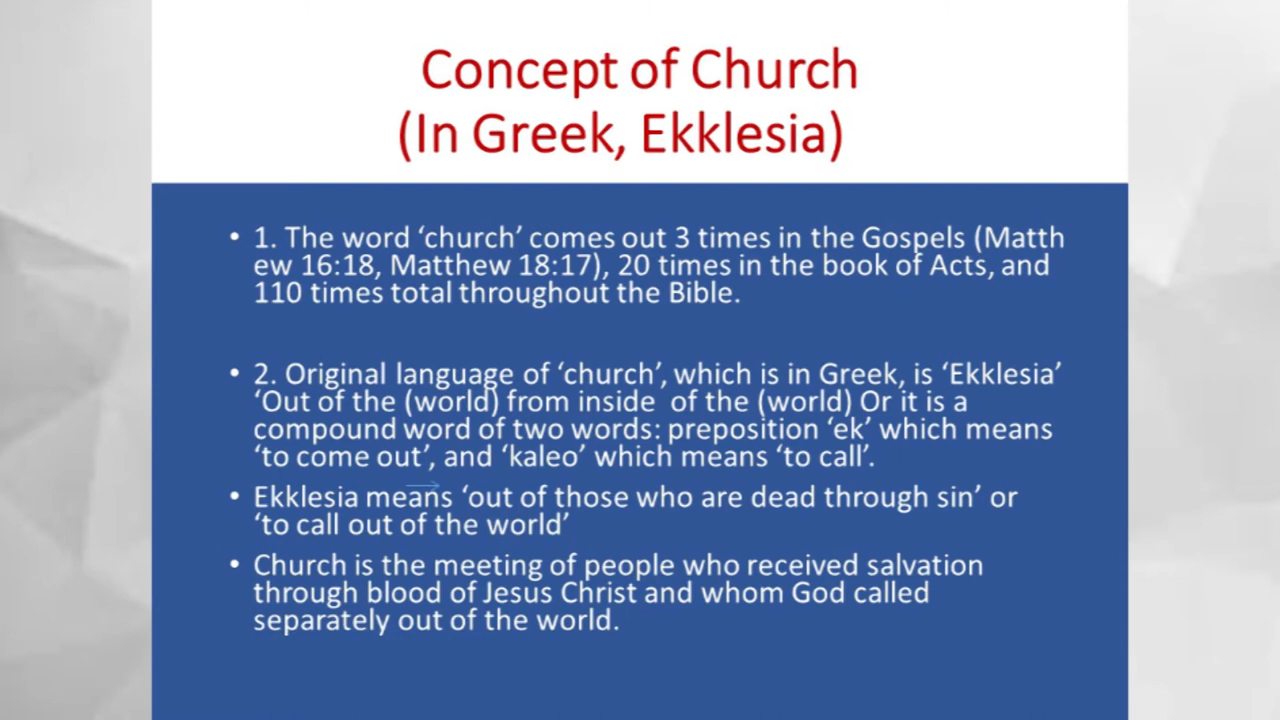 Concept of Church
(In Greek, Ekklesia)
• 1. The word ‘church’ comes out 3 times in the Gospels (Matth
ew 16:18, Matthew 18:17), 20 times in the book of Acts, and
110 times total throughout the Bible.
• 2. Original language of ‘church’, which is in Greek, is ‘Ekklesia’
‘Out of the (world) from inside of the (world) Or it is a
compound word of two words: preposition ‘ek’ which means
‘to come out’, and ‘kaleo’ which means ‘to call’.
• Ekklesia means ‘out of those who are dead through sin’ or
‘to call out of the world’
• Church is the meeting of people who received salvation
through blood of Jesus Christ and whom God called
separately out of the world.